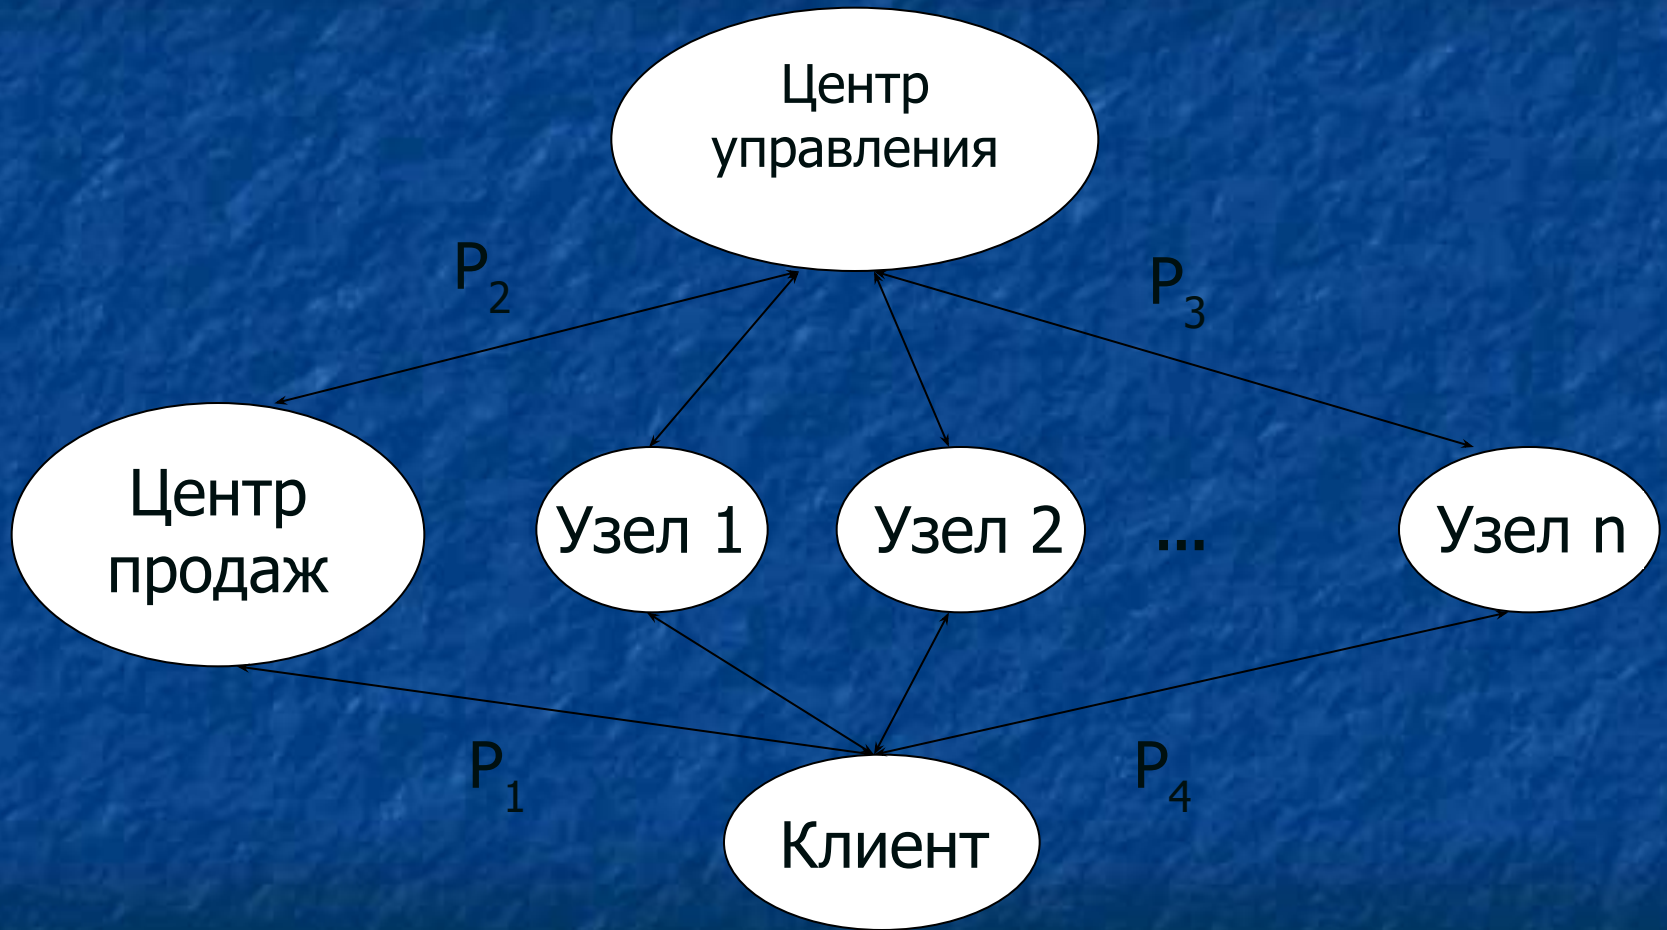 Центр
управления
P2
P3
Центр
продаж
Узел 1
Узел 2
...
Узел n
P1
P4
Клиент